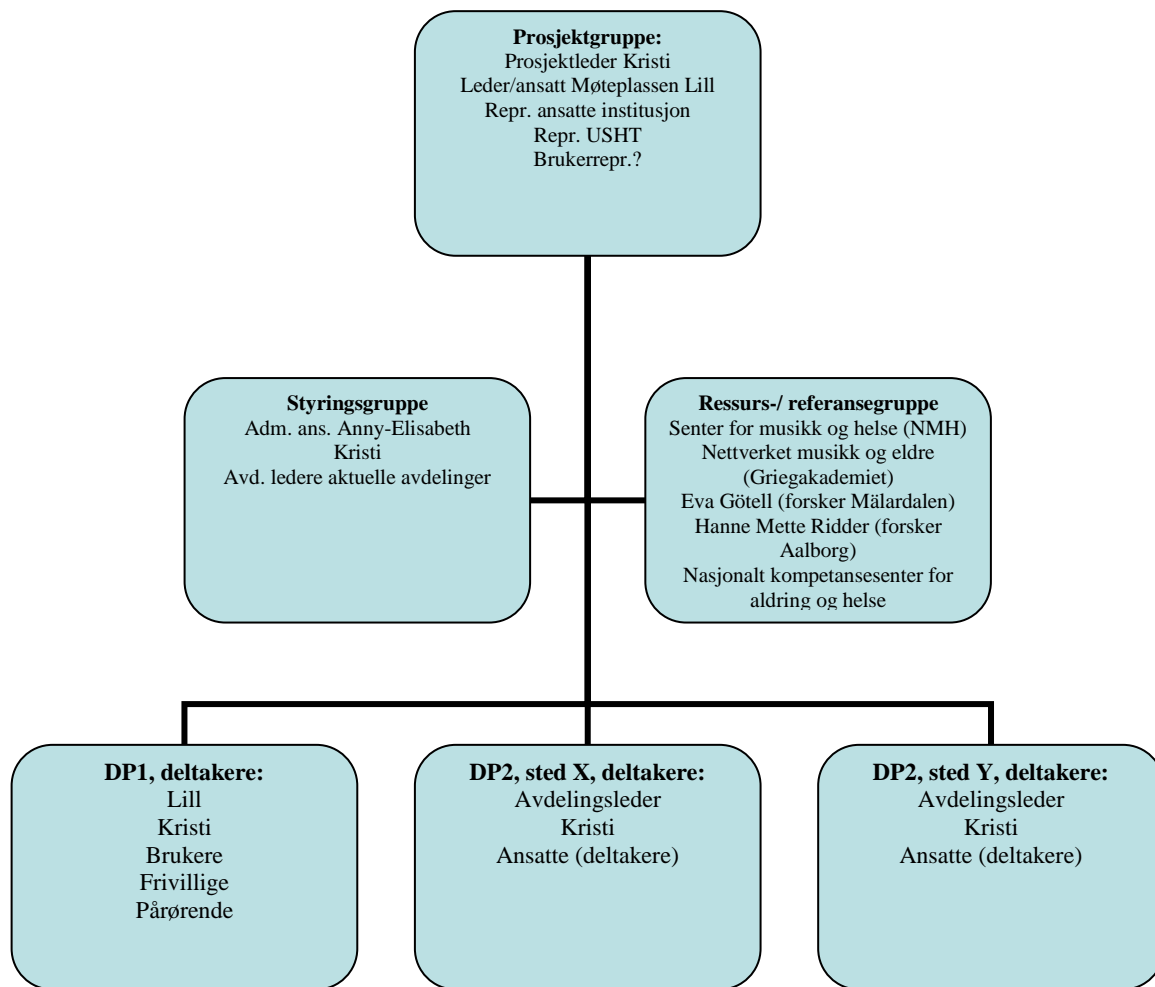 Prosjektgruppe:
Prosjektleder Kristi
Leder/ansatt Møteplassen Lill
Repr. ansatte institusjon
Repr. USHT
Brukerrepr.?
Styringsgruppe
Adm. ans. Anny-Elisabeth
Kristi
Avd. ledere aktuelle avdelinger
Ressurs-/ referansegruppe
Senter for musikk og helse (NMH)
Nettverket musikk og eldre
(Griegakademiet)
Eva Götell (forsker Mälardalen)
Hanne Mette Ridder (forsker
Aalborg)
Nasjonalt kompetansesenter for
aldring og helse
DP1, deltakere:
Lill
Kristi
Brukere
Frivillige
Pårørende
DP2, sted X, deltakere:
Avdelingsleder
Kristi
Ansatte (deltakere)
DP2, sted Y, deltakere:
Avdelingsleder
Kristi
Ansatte (deltakere)